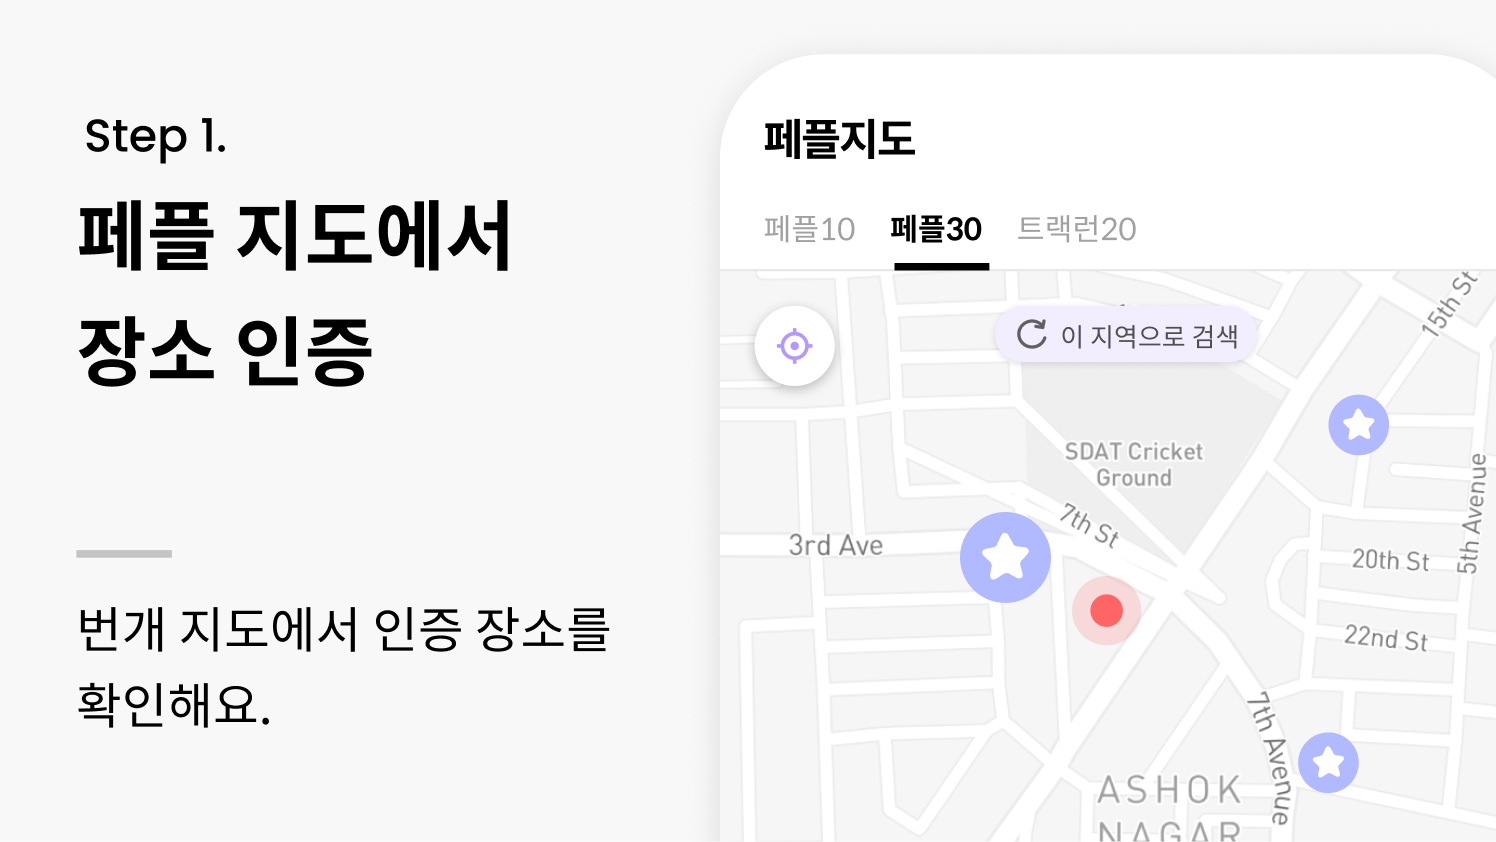 Step 1.
페플 지도에서
장소 인증
번개 지도에서 인증 장소를
확인해요.
페플지도
페플10 페플30 트랙런20
이 지역으로 검색
15th St
SDAT Cricket
Ground
7th St
3rd Ave
5th Avenue
20th St
22nd St
7th Avenue
ASHOK
NAGAR